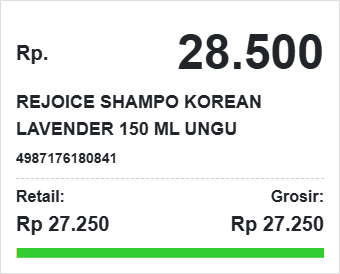 Rp. 28.500
REJOICE SHAMPO KOREAN
LAVENDER 150 ML UNGU
4987176180841
Retail: Grosir:
Rp 27.250 Rp 27.250